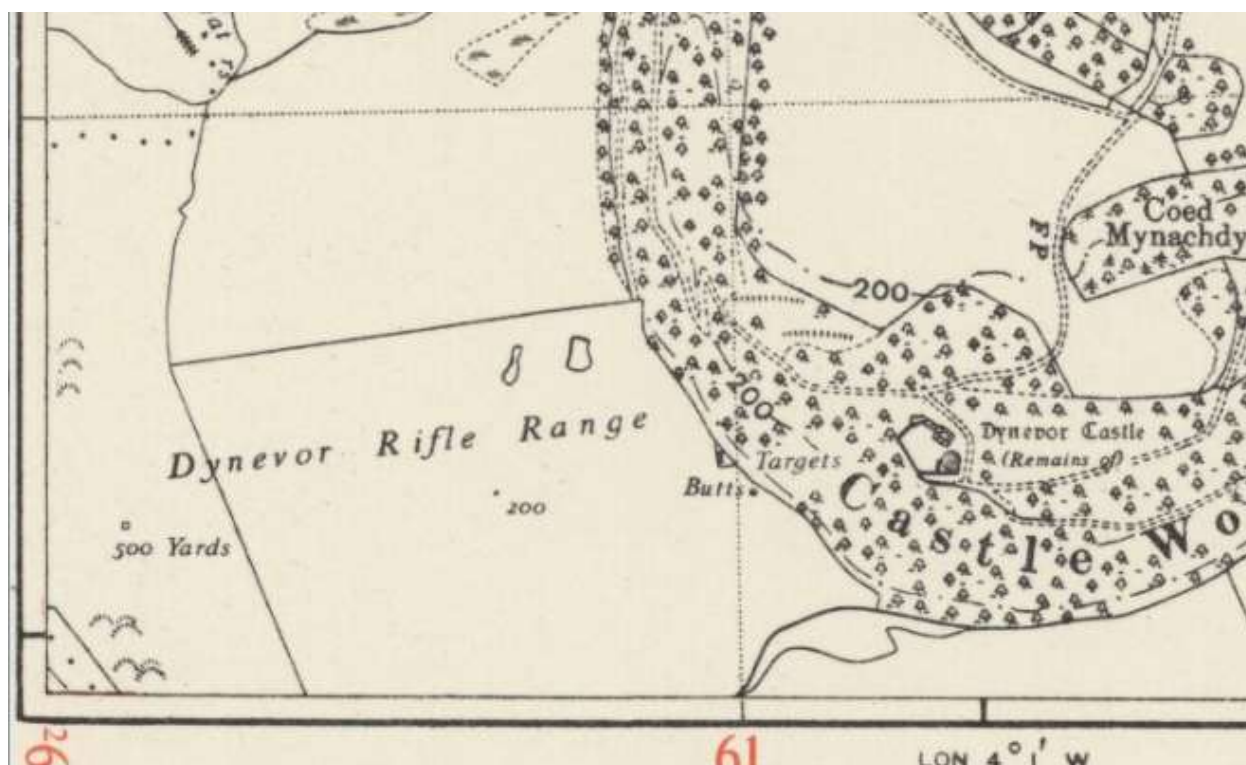 Coed
Mynachdy
FP
200
200
Dynevor Rifle Range
Dynevor Castle
(Remains of)
Targets
Butts
200
500 Yards
Castle Wo
26
61
LON 4° 1' W